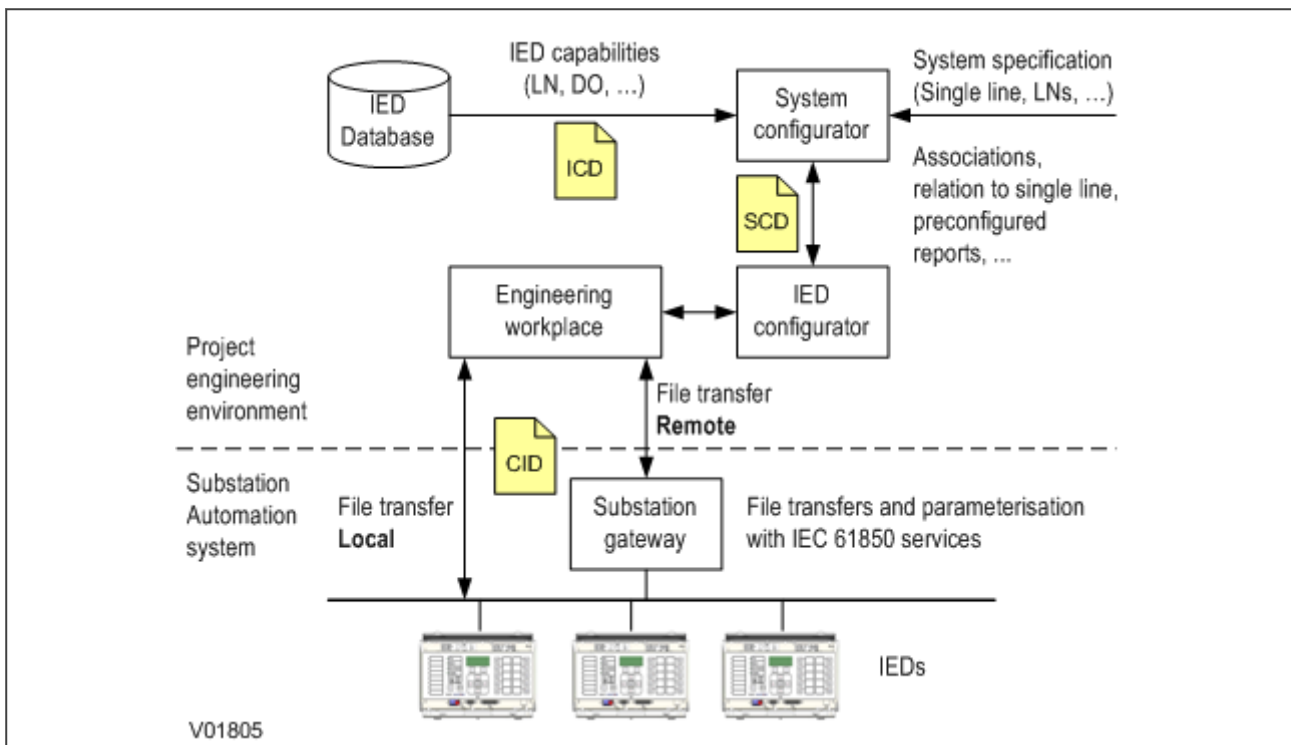 IED capabilities
(LN, DO, ...)
System specification
(Single line, LNs, ...)
IED
Database
System
configurator
ICD
Associations,
relation to single line,
preconfigured
reports, ...
SCD
Engineering
workplace
IED
configurator
Project
engineering
environment
File transfer
Remote
CID
Substation
Automation
system
File transfer
Local
Substation
gateway
File transfers and parameterisation
with IEC 61850 services
IEDs
V01805